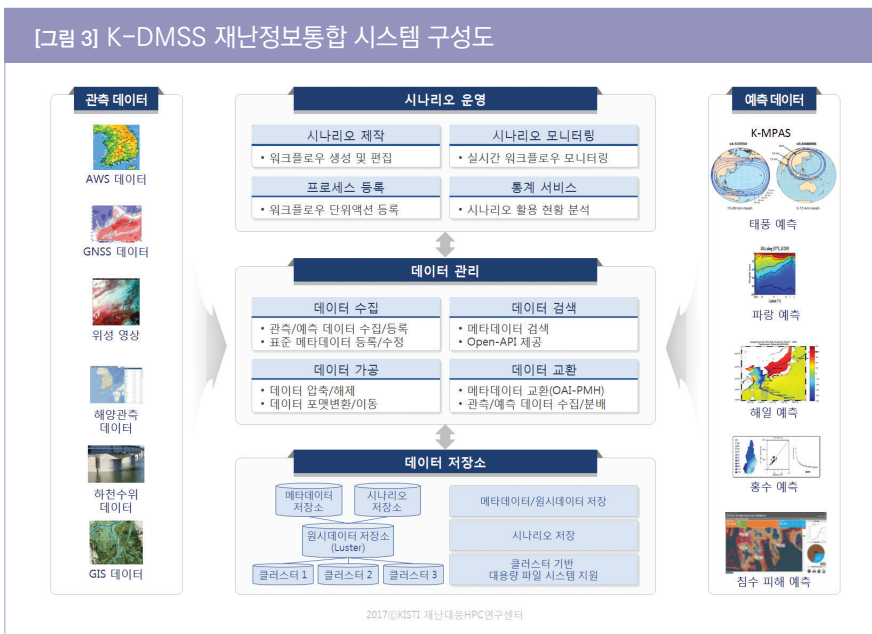 [그림 3] K-DMSS 재난정보통합 시스템 구성도
관측 데이터
AWS 데이터
GNSS 데이터
위성 영상
해양관측
데이터
하천수위
데이터
GIS 데이터
시나리오 운영
시나리오 제작
• 워크플로우 생성 및 편집
시나리오 모니터링
• 실시간 워크플로우 모니터링
프로세스 등록
• 워크플로우 단위액션 등록
통계 서비스
• 시나리오 활용 현황 분석
데이터 관리
데이터 수집
• 관측/예측 데이터 수집/등록
• 표준 메타데이터 등록/수정
데이터 검색
• 메타데이터 검색
• Open-API 제공
데이터 가공
• 데이터 압축/해제
• 데이터 포맷변환/이동
데이터 교환
• 메타데이터 교환(OAI-PMH)
• 관측/예측 데이터 수집/분배
데이터 저장소
메타데이터
저장소
시나리오
저장소
원시데이터 저장소
(Luster)
클러스터 1
클러스터 2
클러스터 3
메타데이터/원시데이터 저장
시나리오 저장
클러스터 기반
대용량 파일 시스템 지원
예측 데이터
K-MPAS
태풍 예측
파랑 예측
해일 예측
홍수 예측
침수 피해 예측
2017ⓒKISTI 재난대응HPC연구센터